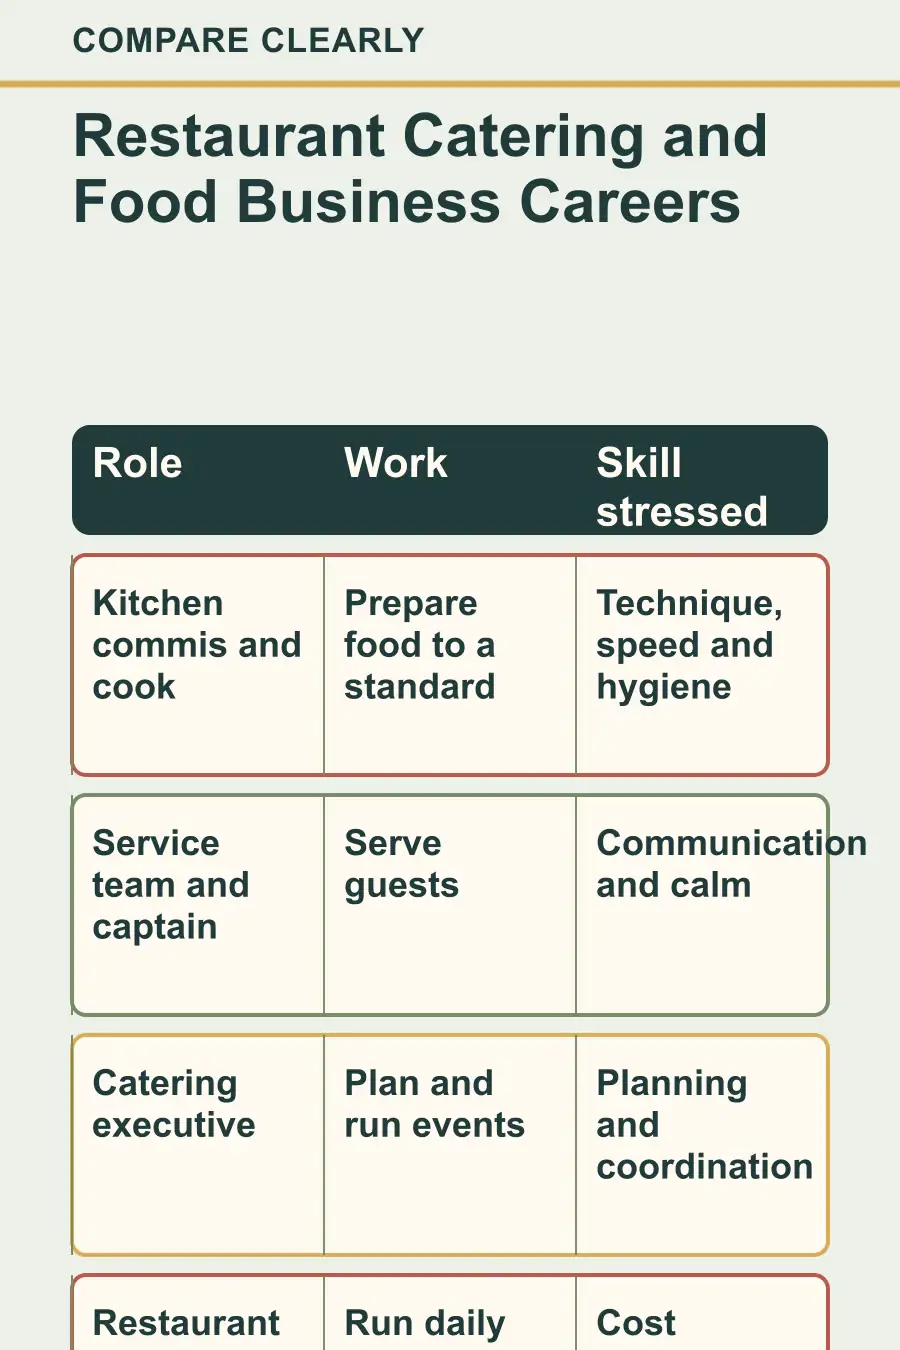 COMPARE CLEARLY
Restaurant Catering and
Food Business Careers
Role
Work
Skill
stressed
Kitchen
commis and
cook
Prepare
food to a
standard
Technique,
speed and
hygiene
Service
team and
captain
Serve
guests
Communication
and calm
Catering
executive
Plan and
run events
Planning
and
coordination
Restaurant
Run daily
Cost